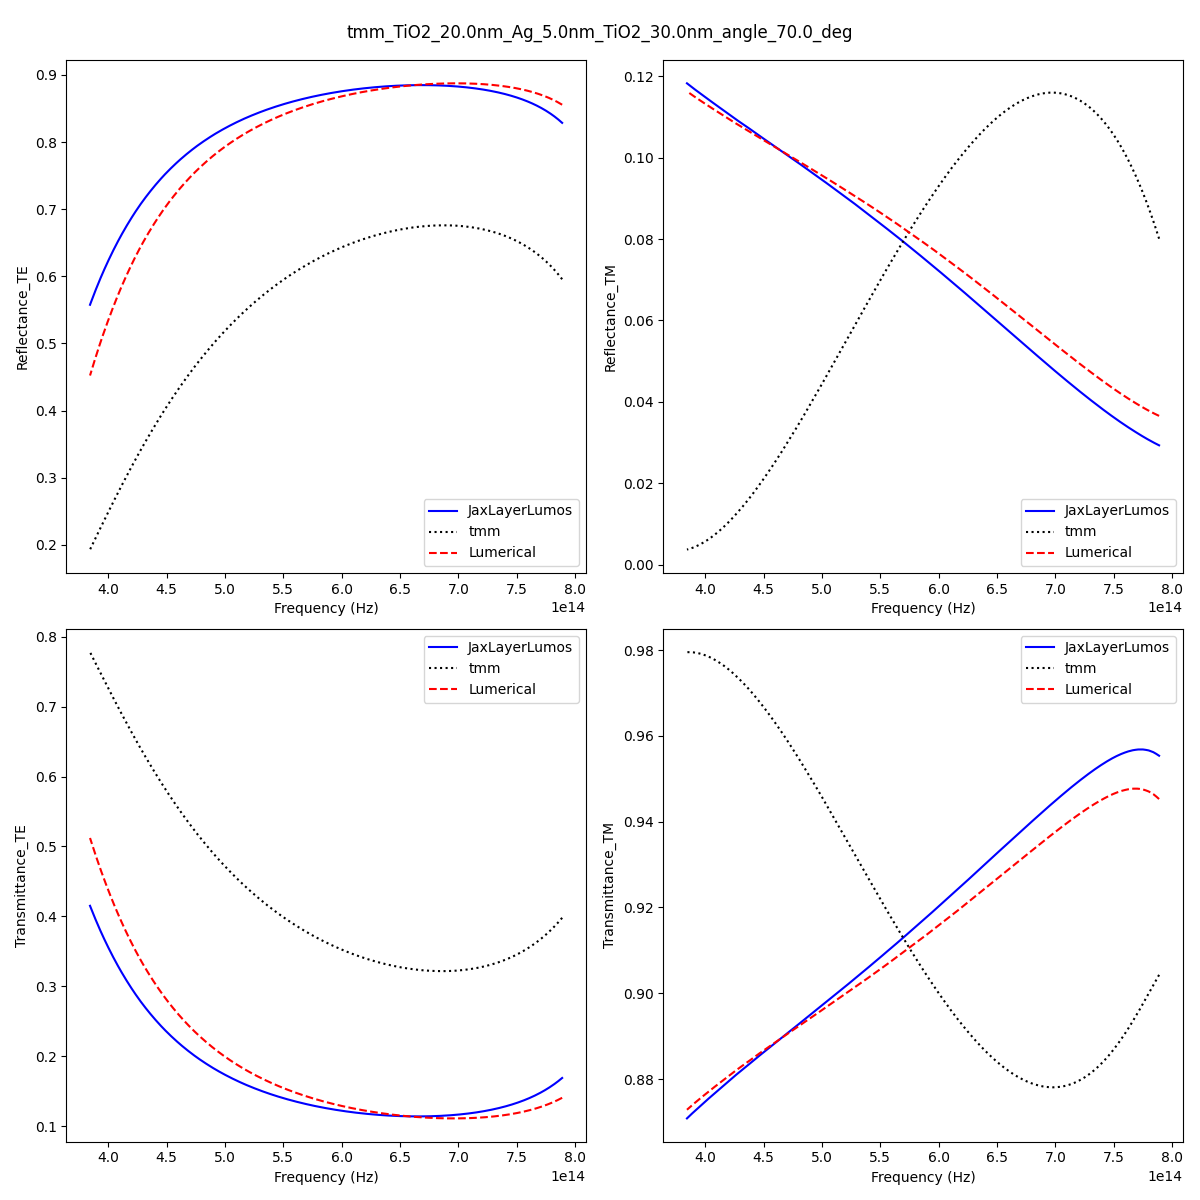 tmm_TiO2_20.0nm_Ag_5.0nm_TiO2_30.0nm_angle_70.0_deg
0.9
0.8
0.7
0.6
0.5
0.4
0.3
0.2
Reflectance_TE
JaxLayerLumos
tmm
Lumerical
4.0 4.5 5.0 5.5 6.0 6.5 7.0 7.5 8.0
Frequency (Hz)
1e14
0.12
0.10
0.08
0.06
0.04
0.02
0.00
Reflectance_TM
JaxLayerLumos
tmm
Lumerical
4.0 4.5 5.0 5.5 6.0 6.5 7.0 7.5 8.0
Frequency (Hz)
1e14
0.8
0.7
0.6
0.5
0.4
0.3
0.2
0.1
Transmittance_TE
JaxLayerLumos
tmm
Lumerical
4.0 4.5 5.0 5.5 6.0 6.5 7.0 7.5 8.0
Frequency (Hz)
1e14
0.98
0.96
0.94
0.92
0.90
0.88
Transmittance_TM
JaxLayerLumos
tmm
Lumerical
4.0 4.5 5.0 5.5 6.0 6.5 7.0 7.5 8.0
Frequency (Hz)
1e14